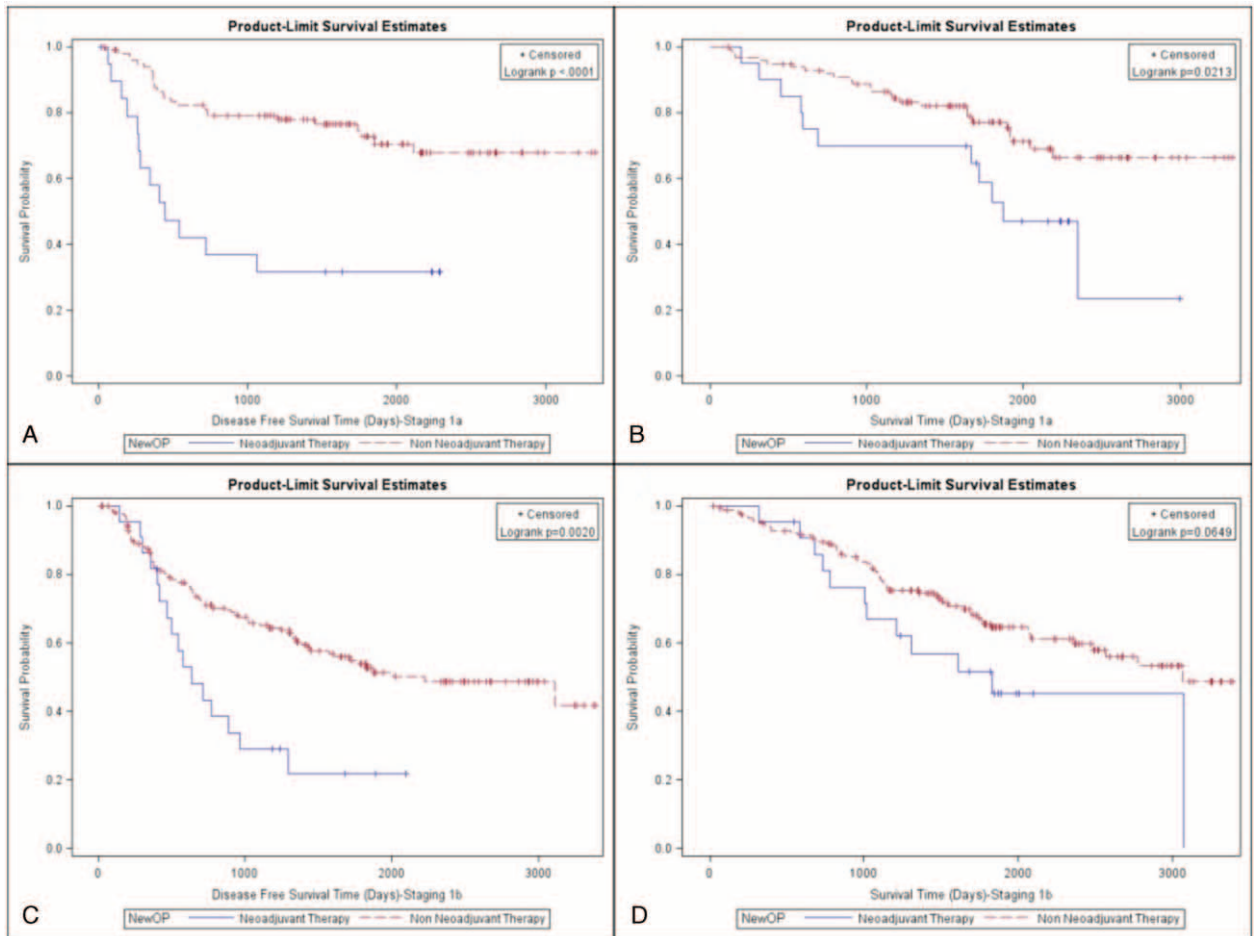 Product-Limit Survival Estimates
+ Censored
Logrank p <.0001
1.0
0.8
0.6
0.4
0.2
0.0
Survival Probability
0 1000 2000 3000
Disease Free Survival Time (Days)-Staging 1a
A
NewOP Neoadjuvant Therapy Non Neoadjuvant Therapy
Product-Limit Survival Estimates
+ Censored
Logrank p=0.0213
1.0
0.8
0.6
0.4
0.2
0.0
Survival Probability
0 1000 2000 3000
Survival Time (Days)-Staging 1a
B
NewOP Neoadjuvant Therapy Non Neoadjuvant Therapy
Product-Limit Survival Estimates
+ Censored
Logrank p=0.0020
1.0
0.8
0.6
0.4
0.2
0.0
Survival Probability
0 1000 2000 3000
Disease Free Survival Time (Days)-Staging 1b
C
NewOP Neoadjuvant Therapy Non Neoadjuvant Therapy
Product-Limit Survival Estimates
+ Censored
Logrank p=0.0649
1.0
0.8
0.6
0.4
0.2
0.0
Survival Probability
0 1000 2000 3000
Survival Time (Days)-Staging 1b
D
NewOP Neoadjuvant Therapy Non Neoadjuvant Therapy